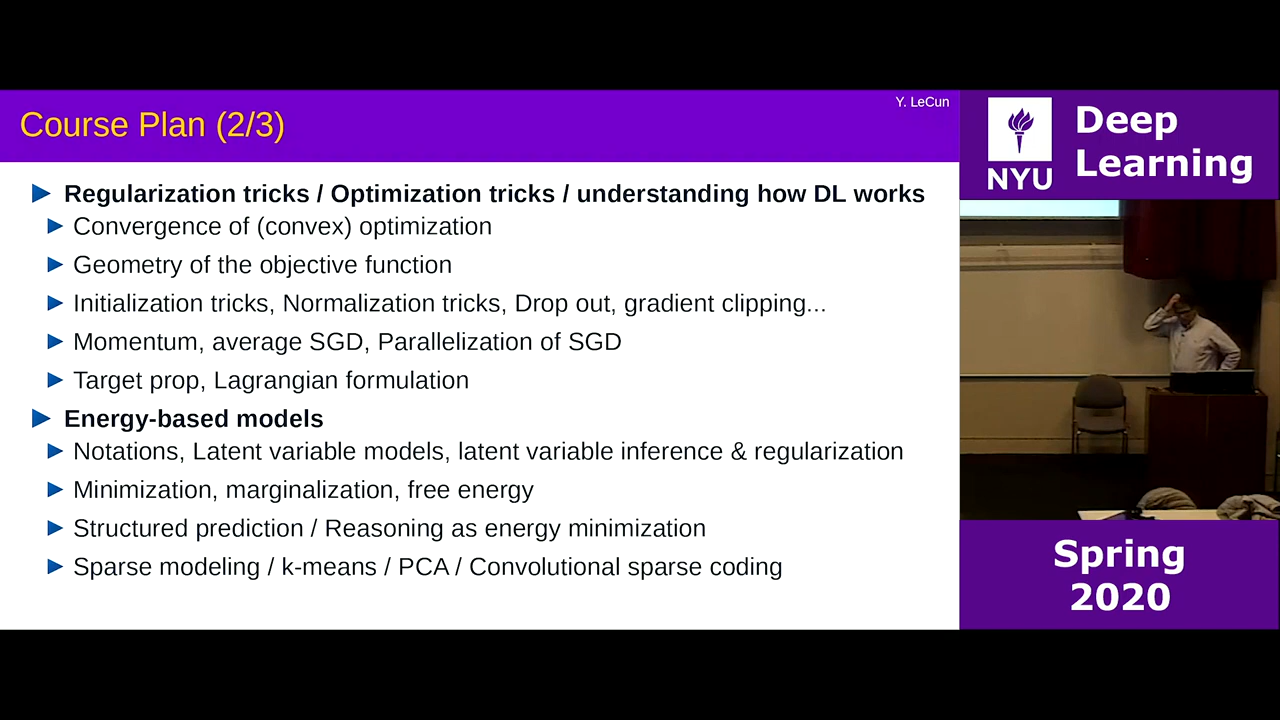 Y. LeCun
Course Plan (2/3)
Regularization tricks / Optimization tricks / understanding how DL works
Convergence of (convex) optimization
Geometry of the objective function
Initialization tricks, Normalization tricks, Drop out, gradient clipping...
Momentum, average SGD, Parallelization of SGD
Target prop, Lagrangian formulation
Energy-based models
Notations, Latent variable models, latent variable inference & regularization
Minimization, marginalization, free energy
Structured prediction / Reasoning as energy minimization
Sparse modeling / k-means / PCA / Convolutional sparse coding
NYU
Deep
Learning
Spring
2020